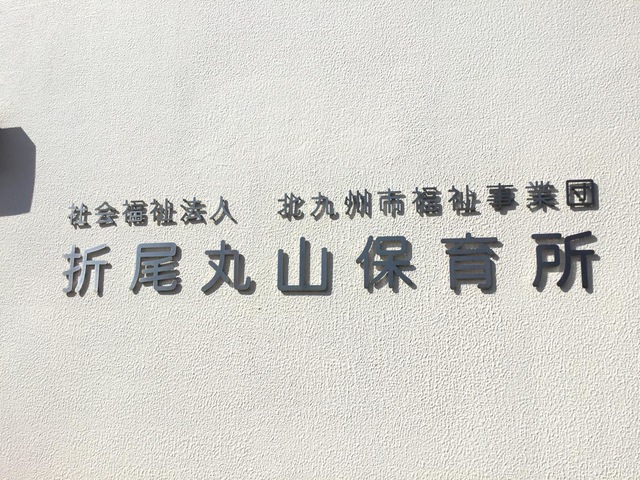 社会福祉法人 北九州市福祉事業団
折尾丸山保育所